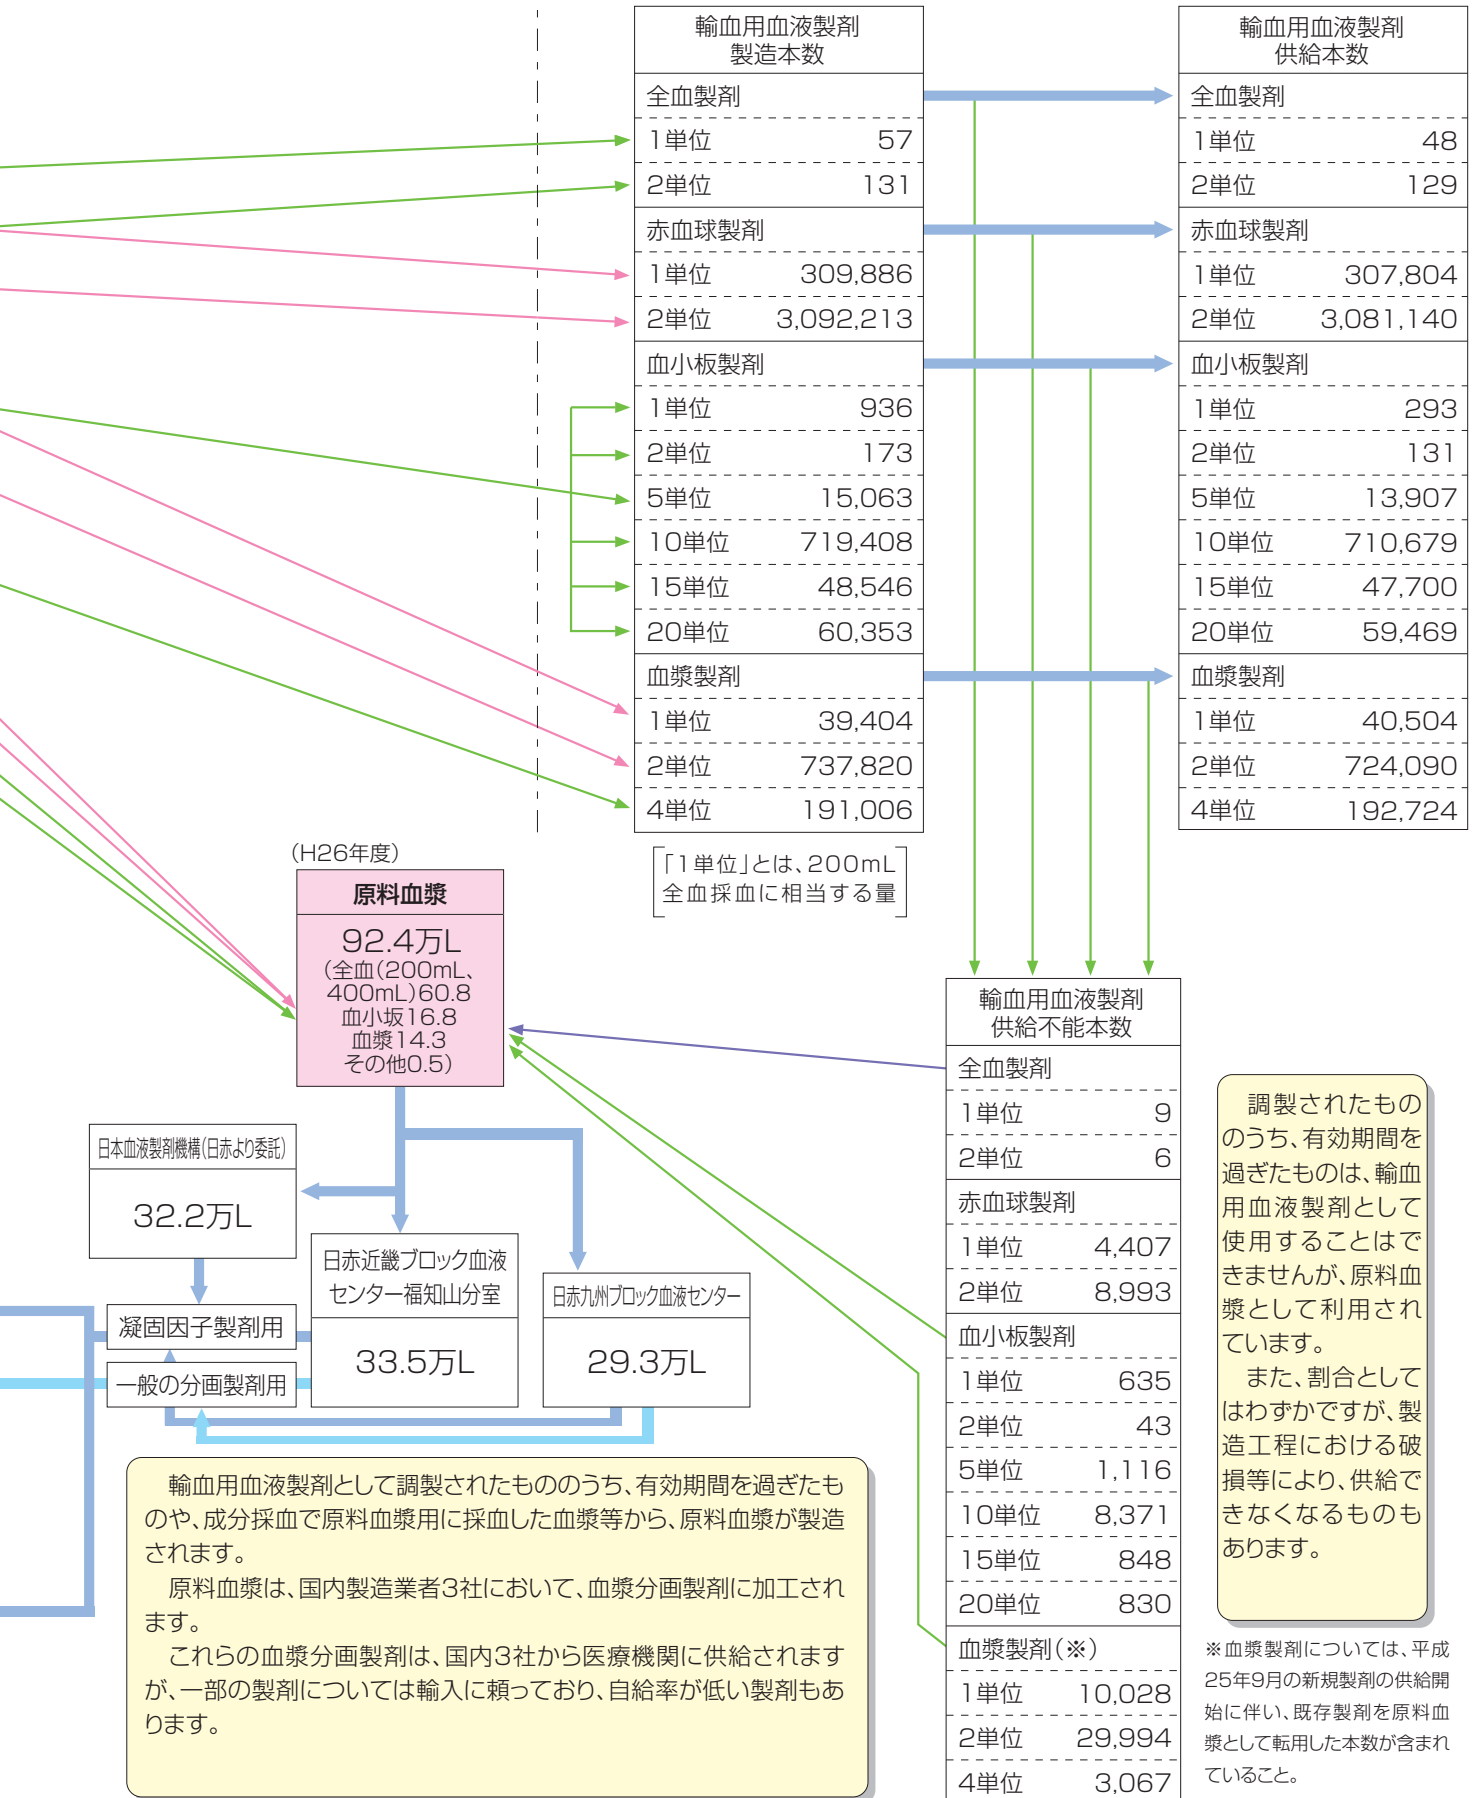 輸血用血液製剤
製造本数
全血製剤
1単位 57
2単位 131
赤血球製剤
1単位 309,886
2単位 3,092,213
血小板製剤
1単位 936
2単位 173
5単位 15,063
10単位 719,408
15単位 48,546
20単位 60,353
血漿製剤
1単位 39,404
2単位 737,820
4単位 191,006
「1単位」とは、200mL
全血採血に相当する量
輸血用血液製剤
供給本数
全血製剤
1単位 48
2単位 129
赤血球製剤
1単位 307,804
2単位 3,081,140
血小板製剤
1単位 293
2単位 131
5単位 13,907
10単位 710,679
15単位 47,700
20単位 59,469
血漿製剤
1単位 40,504
2単位 724,090
4単位 192,724
(H26年度)
原料血漿
92.4万L
(全血(200mL、
400mL)60.8
血小坂16.8
血漿14.3
その他0.5)
日本血液製剤機構(日赤より委託)
32.2万L
日赤近畿ブロック血液
センター福知山分室
33.5万L
日赤九州ブロック血液センター
29.3万L
凝固因子製剤用
一般の分画製剤用
輸血用血液製剤
供給不能本数
全血製剤
1単位 9
2単位 6
赤血球製剤
1単位 4,407
2単位 8,993
血小板製剤
1単位 635
2単位 43
5単位 1,116
10単位 8,371
15単位 848
20単位 830
血漿製剤(※)
1単位 10,028
2単位 29,994
4単位 3,067
調製されたもの
のうち、有効期間を
過ぎたものは、輸血
用血液製剤として
使用することはで
きませんが、原料血
漿として利用され
ています。
また、割合として
はわずかですが、製
造工程における破
損等により、供給で
きなくなるものも
あります。
※血漿製剤については、平成
25年9月の新規製剤の供給開
始に伴い、既存製剤を原料血
漿として転用した本数が含まれ
ていること。
輸血用血液製剤として調製されたもののうち、有効期間を過ぎたも
のや、成分採血で原料血漿用に採血した血漿等から、原料血漿が製造
されます。
原料血漿は、国内製造業者3社において、血漿分画製剤に加工され
ます。
これらの血漿分画製剤は、国内3社から医療機関に供給されます
が、一部の製剤については輸入に頼っており、自給率が低い製剤もあ
ります。